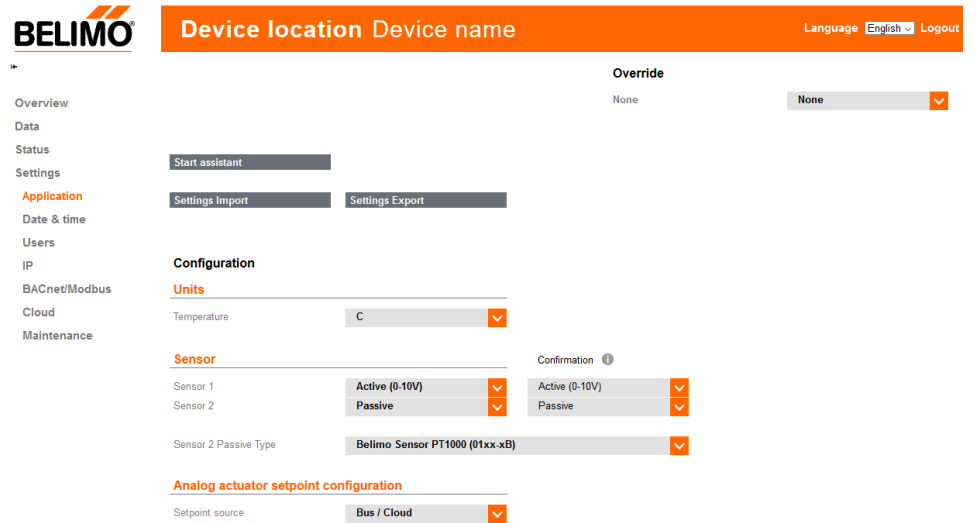 BELIMO®
Device location Device name
Language English Logout
Override
None None
Overview
Data
Status
Settings
Application
Date & time
Users
IP
BACnet/Modbus
Cloud
Maintenance
Start assistant
Settings Import Settings Export
Configuration
Units
Temperature C
Sensor Confirmation i
Sensor 1 Active (0-10V) Active (0-10V)
Sensor 2 Passive Passive
Sensor 2 Passive Type Belimo Sensor PT1000 (01xx-xB)
Analog actuator setpoint configuration
Setpoint source Bus / Cloud